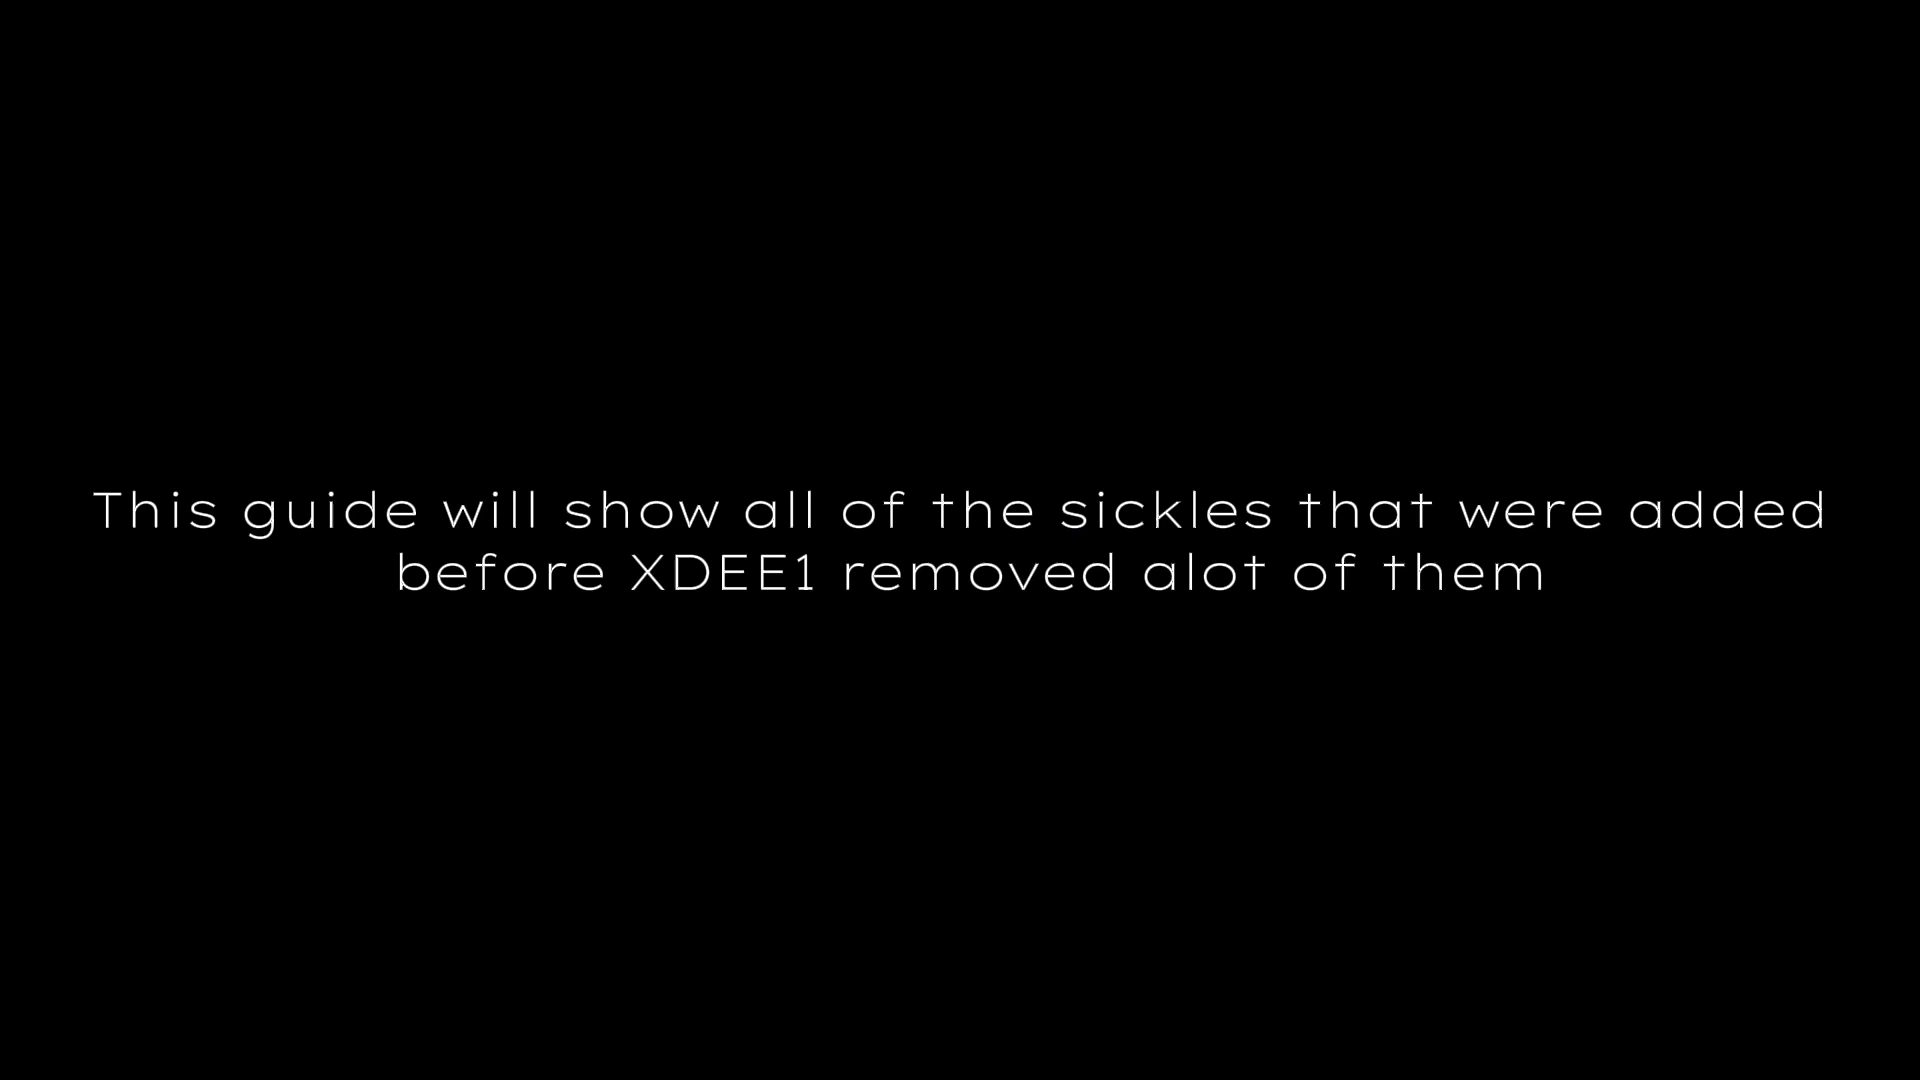 This guide will show all of the sickles that were added
before XDEE1 removed alot of them